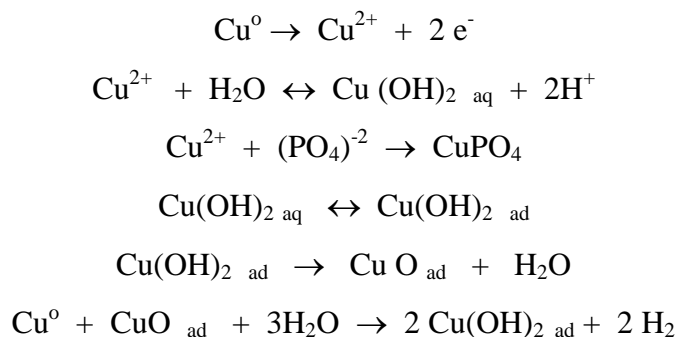 Cu⁰ → Cu²⁺ + 2 e⁻
Cu²⁺ + H₂O ↔ Cu (OH)₂ aq + 2H⁺
Cu²⁺ + (PO₄)⁻² → CuPO₄
Cu(OH)₂ aq ↔ Cu(OH)₂ ad
Cu(OH)₂ ad → Cu O ad + H₂O
Cu⁰ + CuO ad + 3H₂O → 2 Cu(OH)₂ ad + 2 H₂